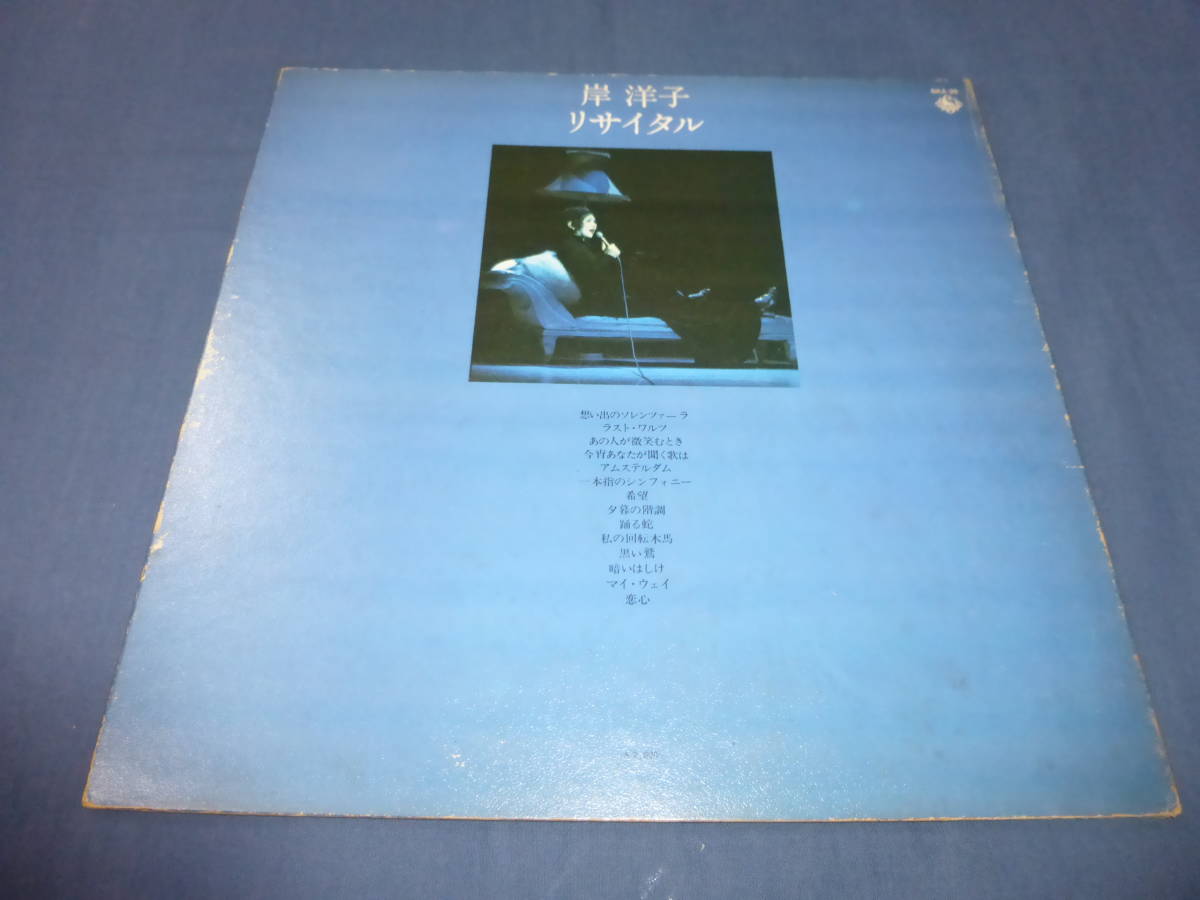 岸 洋子
リサイタル
想い出のソレンツァーラ
ラスト・ワルツ
あの人が微笑むとき
今宵あなたが聞く歌は
アムステルダム
一本指のシンフォニー
希望
夕暮の階調
踊る蛇
私の回転木馬
黒い鷲
暗いはしけ
マイ・ウェイ
恋心